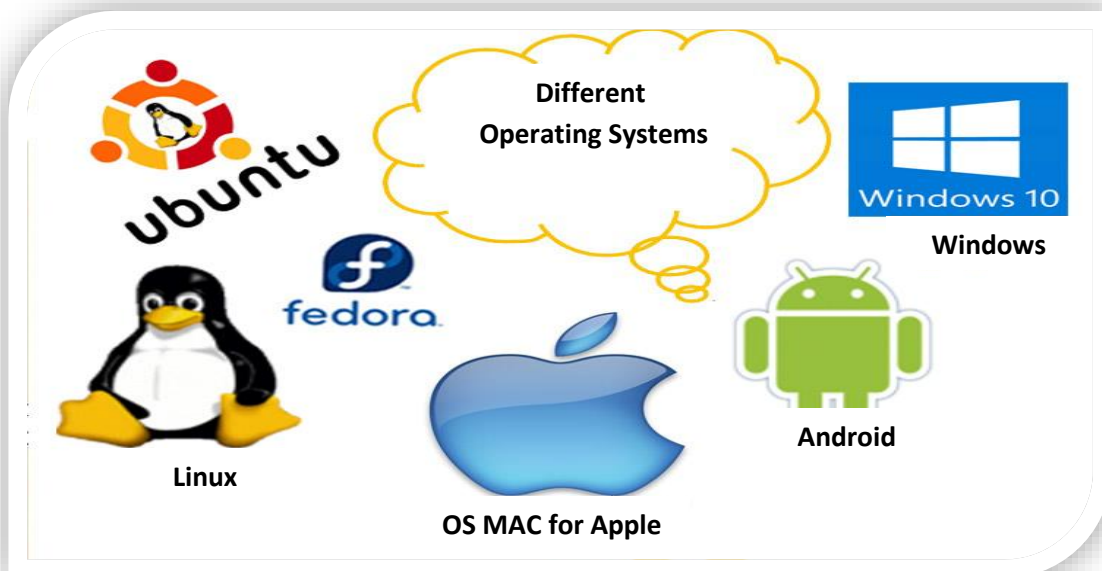 Different
Operating Systems
ubuntu
Windows 10
Windows
fedora
Linux
Android
OS MAC for Apple